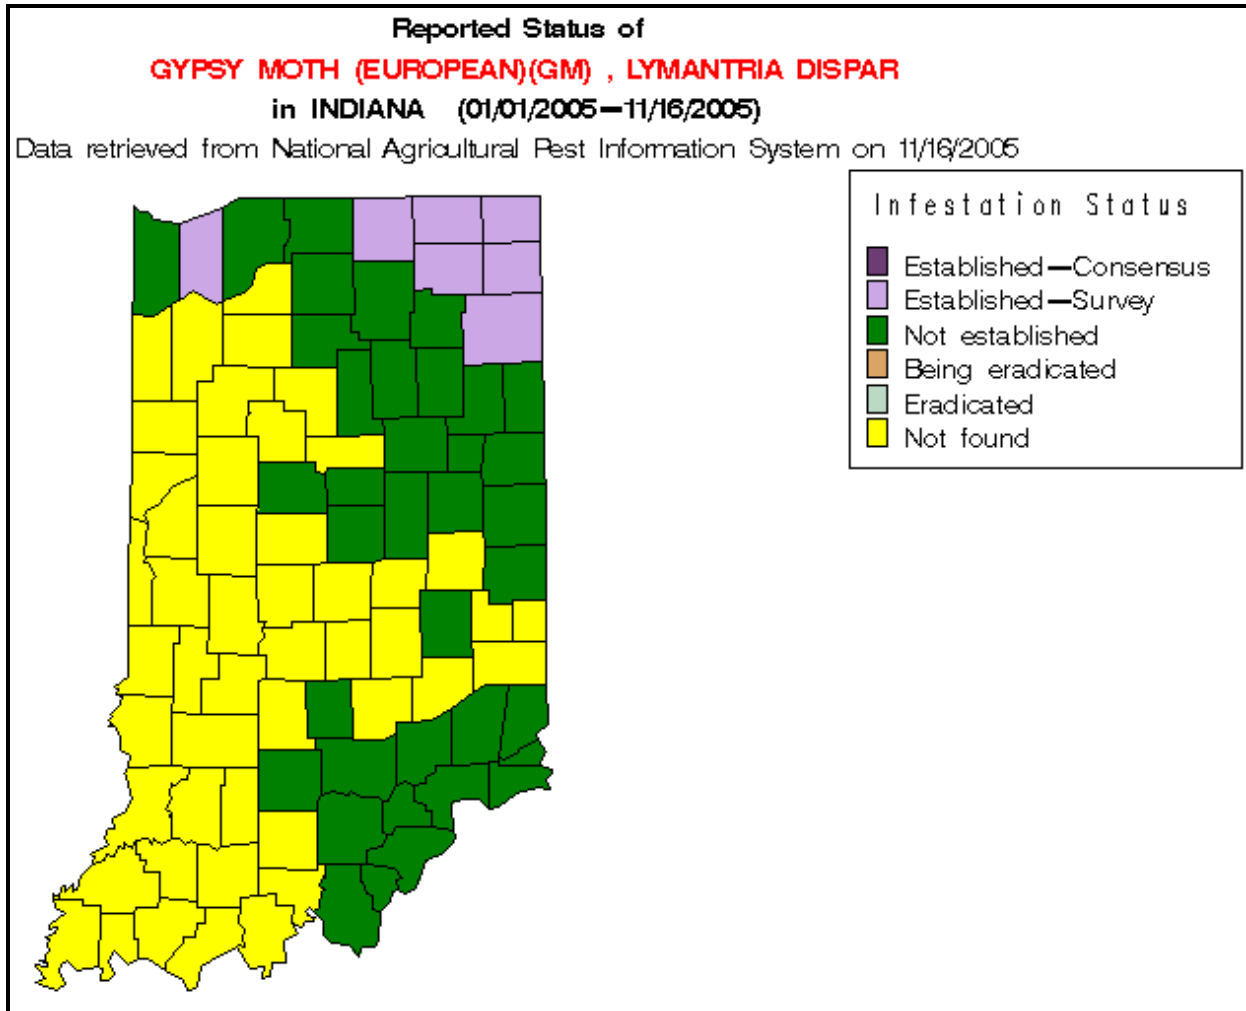 Reported Status of
GYPSY MOTH (EUROPEAN)(GM) , LYMANTRIA DISPAR
in INDIANA (01/01/2005—11/16/2005)
Data retrieved from National Agricultural Pest Information System on 11/16/2005
Infestation Status
Established—Consensus
Established—Survey
Not established
Being eradicated
Eradicated
Not found